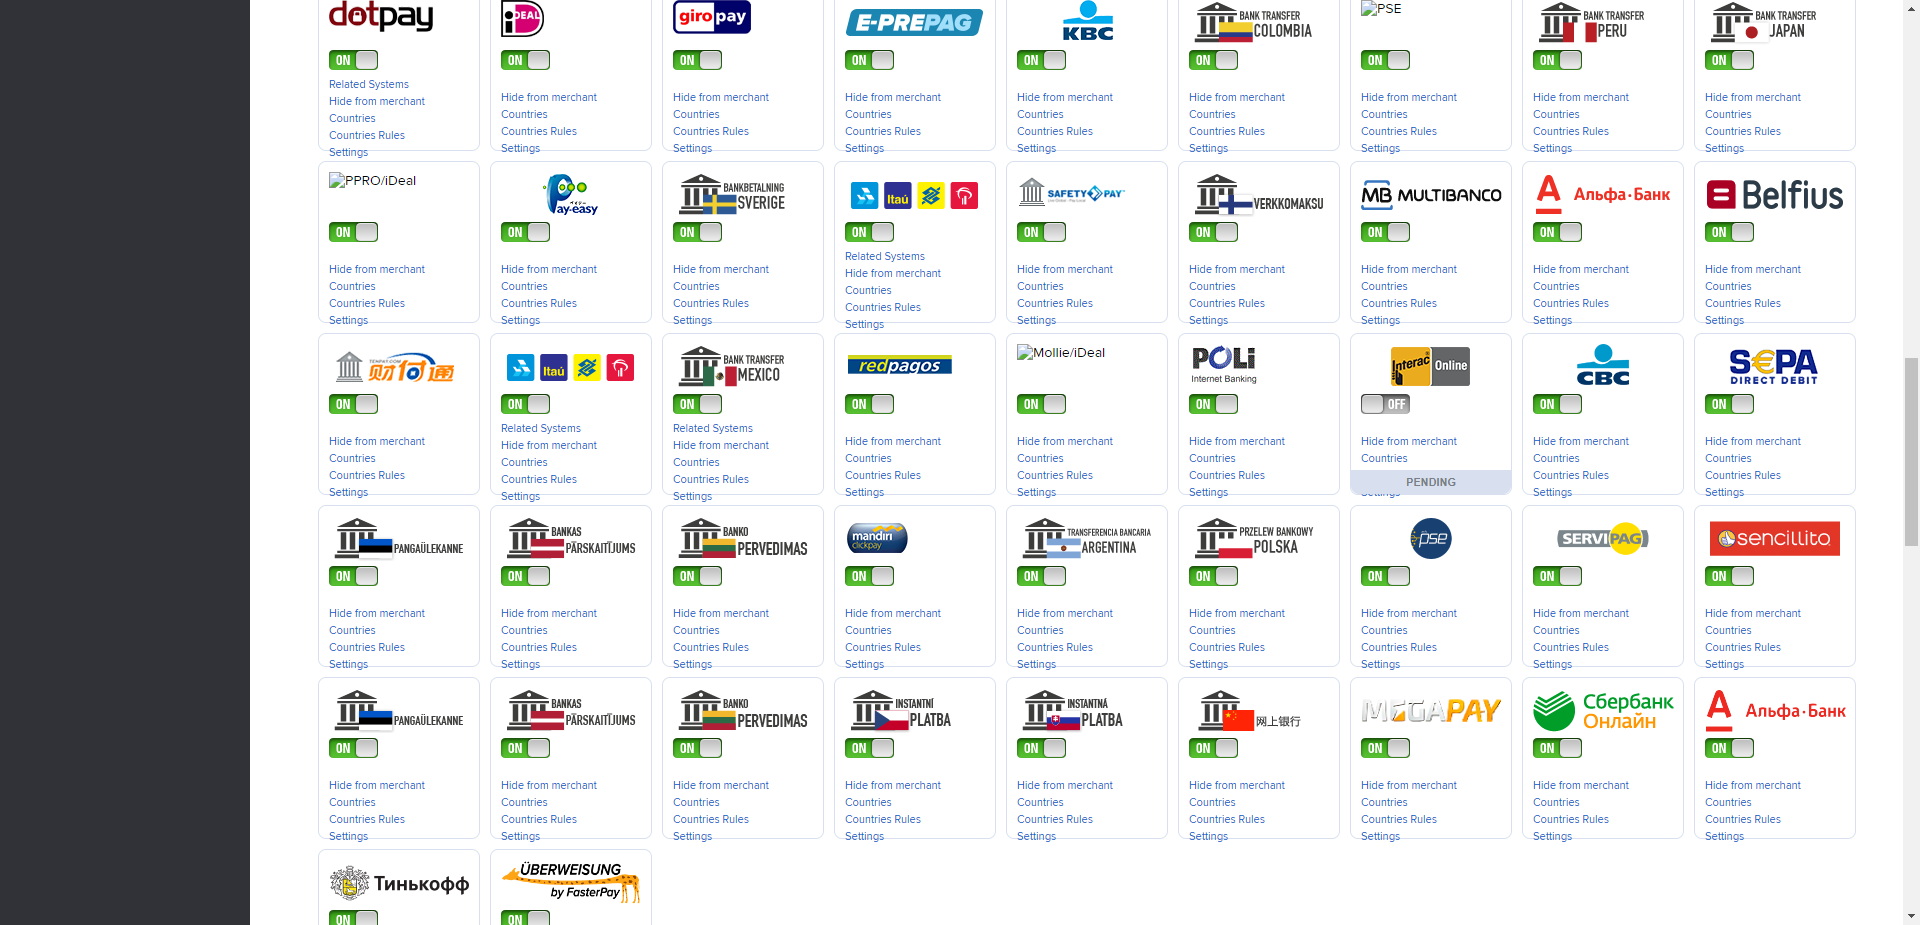 dotpay
iDEAL
giro pay
E-PREPAG
KBC
BANK TRANSFER
COLOMBIA
PSE
BANK TRANSFER
PERU
BANK TRANSFER
JAPAN
ON
ON
ON
ON
ON
ON
ON
ON
ON
Related Systems
Hide from merchant
Countries
Countries Rules
Settings
Hide from merchant
Countries
Countries Rules
Settings
Hide from merchant
Countries
Countries Rules
Settings
Hide from merchant
Countries
Countries Rules
Settings
Hide from merchant
Countries
Countries Rules
Settings
Hide from merchant
Countries
Countries Rules
Settings
Hide from merchant
Countries
Countries Rules
Settings
Hide from merchant
Countries
Countries Rules
Settings
Hide from merchant
Countries
Countries Rules
Settings
PPRO/iDeal
ペイジー
Pay-easy
BANKBETALNING
SVERIGE
Itaú
SAFETY PAY
VERKKOMAKSU
MB MULTIBANCO
Альфа·Банк
Belfius
ON
ON
ON
ON
ON
ON
ON
ON
ON
Hide from merchant
Countries
Countries Rules
Settings
Hide from merchant
Countries
Countries Rules
Settings
Hide from merchant
Countries
Countries Rules
Settings
Related Systems
Hide from merchant
Countries
Countries Rules
Settings
Hide from merchant
Countries
Countries Rules
Settings
Hide from merchant
Countries
Countries Rules
Settings
Hide from merchant
Countries
Countries Rules
Settings
Hide from merchant
Countries
Countries Rules
Settings
Hide from merchant
Countries
Countries Rules
Settings
TENPAY.COM
财付通
Itaú
BANK TRANSFER
MEXICO
redpagos
Mollie/iDeal
POLi
Internet Banking
Interac Online
CBC
S€PA
DIRECT DEBIT
ON
ON
ON
ON
ON
ON
OFF
ON
ON
Hide from merchant
Countries
Countries Rules
Settings
Related Systems
Hide from merchant
Countries
Countries Rules
Settings
Related Systems
Hide from merchant
Countries
Countries Rules
Settings
Hide from merchant
Countries
Countries Rules
Settings
Hide from merchant
Countries
Countries Rules
Settings
Hide from merchant
Countries
Countries Rules
Settings
Hide from merchant
Countries
PENDING
Settings
Hide from merchant
Countries
Countries Rules
Settings
Hide from merchant
Countries
Countries Rules
Settings
PANGAÜLEKANNE
BANKAS
PĀRSKAITĪJUMS
BANKO
PERVEDIMAS
mandiri
clickpay
TRANSFERENCIA BANCARIA
ARGENTINA
PRZELEW BANKOWY
POLSKA
pse
SERVIPAG
sencillito
ON
ON
ON
ON
ON
ON
ON
ON
ON
Hide from merchant
Countries
Countries Rules
Settings
Hide from merchant
Countries
Countries Rules
Settings
Hide from merchant
Countries
Countries Rules
Settings
Hide from merchant
Countries
Countries Rules
Settings
Hide from merchant
Countries
Countries Rules
Settings
Hide from merchant
Countries
Countries Rules
Settings
Hide from merchant
Countries
Countries Rules
Settings
Hide from merchant
Countries
Countries Rules
Settings
Hide from merchant
Countries
Countries Rules
Settings
PANGAÜLEKANNE
BANKAS
PĀRSKAITĪJUMS
BANKO
PERVEDIMAS
INSTANTNÍ
PLATBA
INSTANTNÁ
PLATBA
网上银行
MEGAPAY
Сбербанк
Онлайн
Альфа·Банк
ON
ON
ON
ON
ON
ON
ON
ON
ON
Hide from merchant
Countries
Countries Rules
Settings
Hide from merchant
Countries
Countries Rules
Settings
Hide from merchant
Countries
Countries Rules
Settings
Hide from merchant
Countries
Countries Rules
Settings
Hide from merchant
Countries
Countries Rules
Settings
Hide from merchant
Countries
Countries Rules
Settings
Hide from merchant
Countries
Countries Rules
Settings
Hide from merchant
Countries
Countries Rules
Settings
Hide from merchant
Countries
Countries Rules
Settings
Тинькофф
ÜBERWEISUNG
by FasterPay
ON
ON